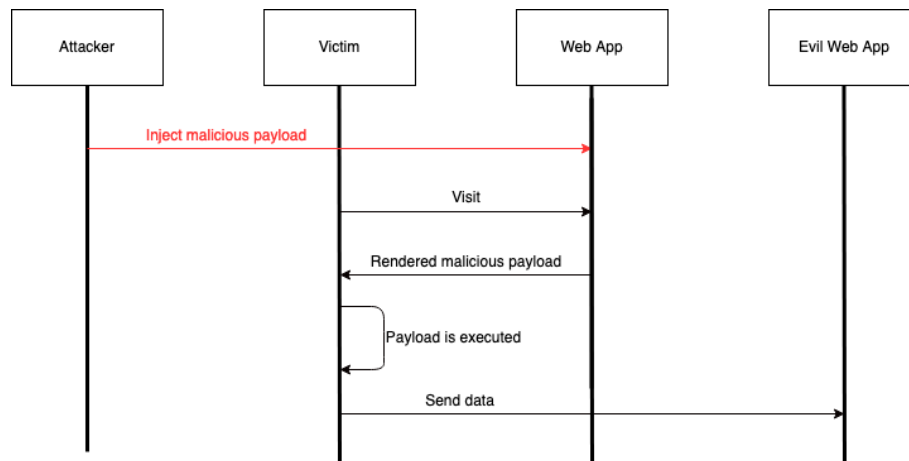 Attacker
Victim
Web App
Evil Web App
Inject malicious payload
Visit
Rendered malicious payload
Payload is executed
Send data